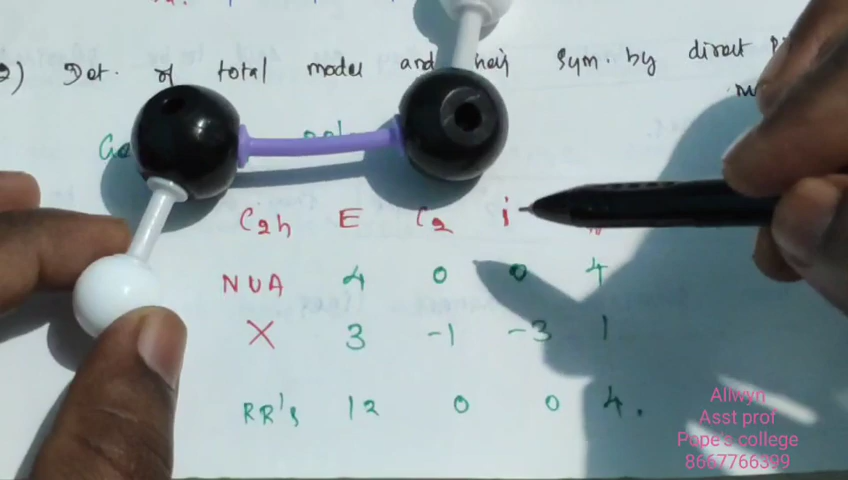 2) Det. of total modes and sym. by direct
C2h E C2 i
NUA 4 0 0 4
X 3 -1 -3 1
RR's 12 0 0 4.
Allwyn
Asst prof
Pope's college
8667766399